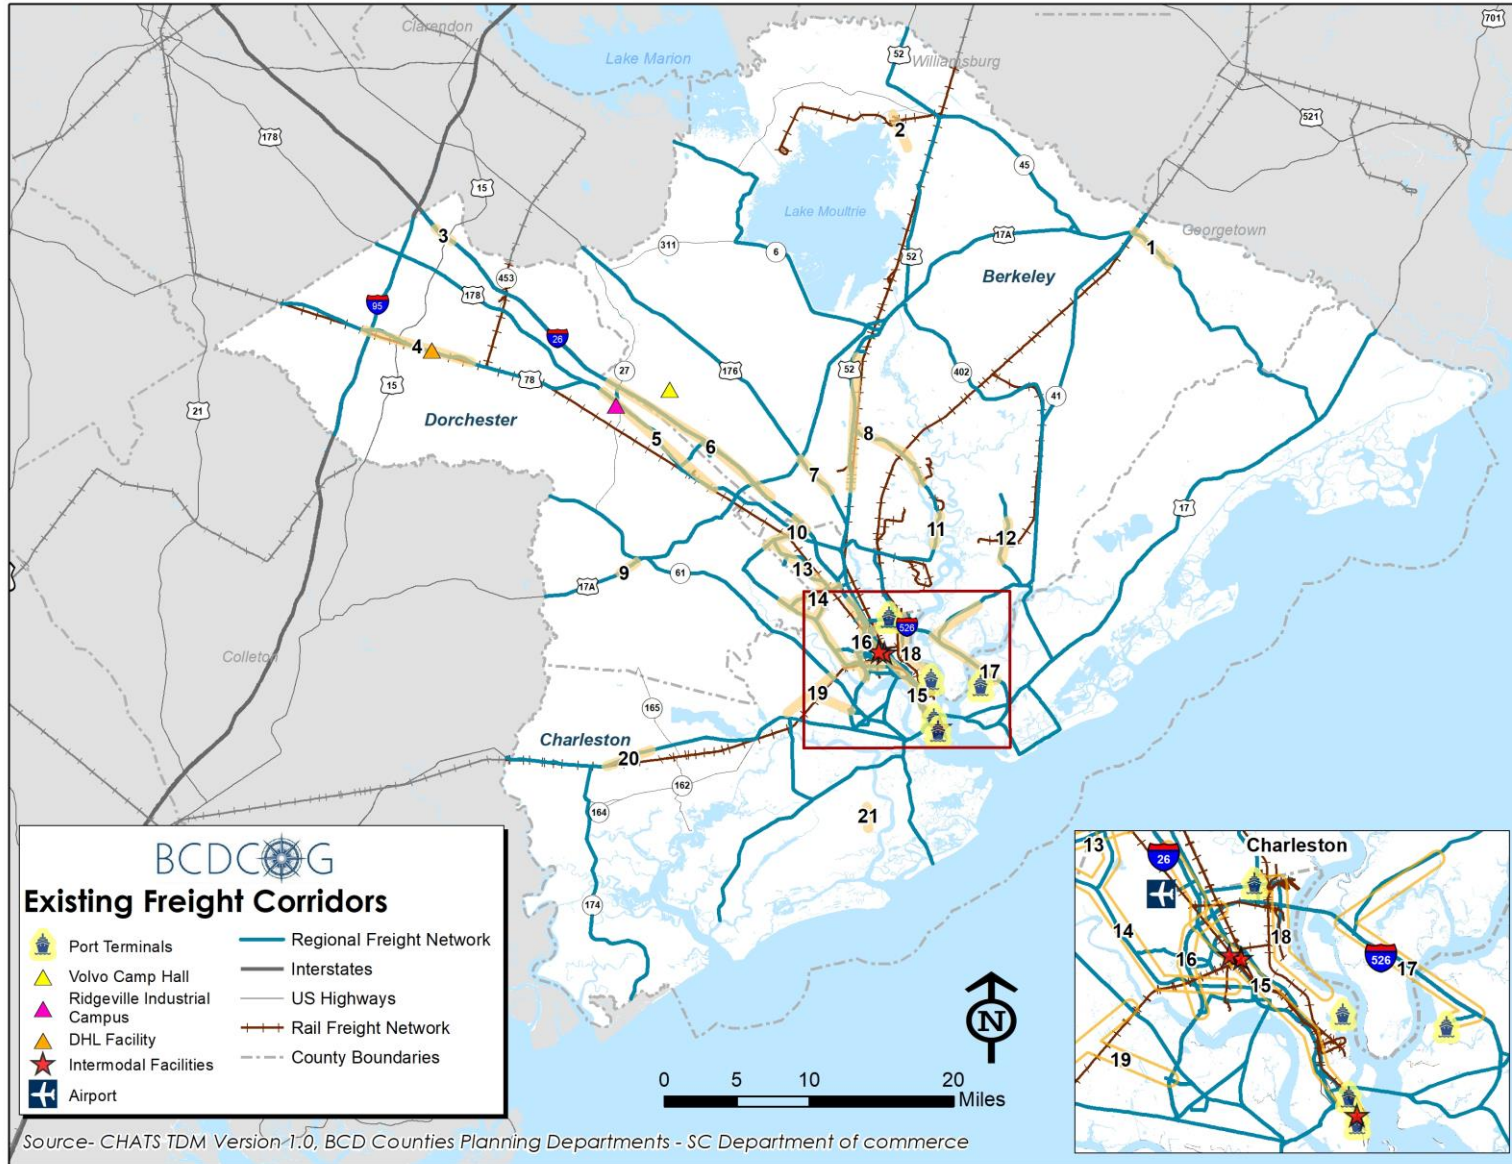 Clarendon
Lake Marion
52
Williamsburg
701
178
2
521
45
15
Lake Moultrie
3
17A
Georgetown
1
311
6
52
453
Berkeley
95
178
26
4
78
27
176
52
402
15
41
21
Dorchester
5
6
8
7
17
10
11
12
9
13
17A
61
14
526
Colleton
16
18
17
19
15
165
Charleston
20
162
164
21
174
BCDCOG
Existing Freight Corridors
Port Terminals
Volvo Camp Hall
Ridgeville Industrial
Campus
DHL Facility
Intermodal Facilities
Airport
Regional Freight Network
Interstates
US Highways
Rail Freight Network
County Boundaries
N
0 5 10 20
Miles
13
26
Charleston
14
18
16
526
17
15
19
Source- CHATS TDM Version 1.0, BCD Counties Planning Departments - SC Department of commerce